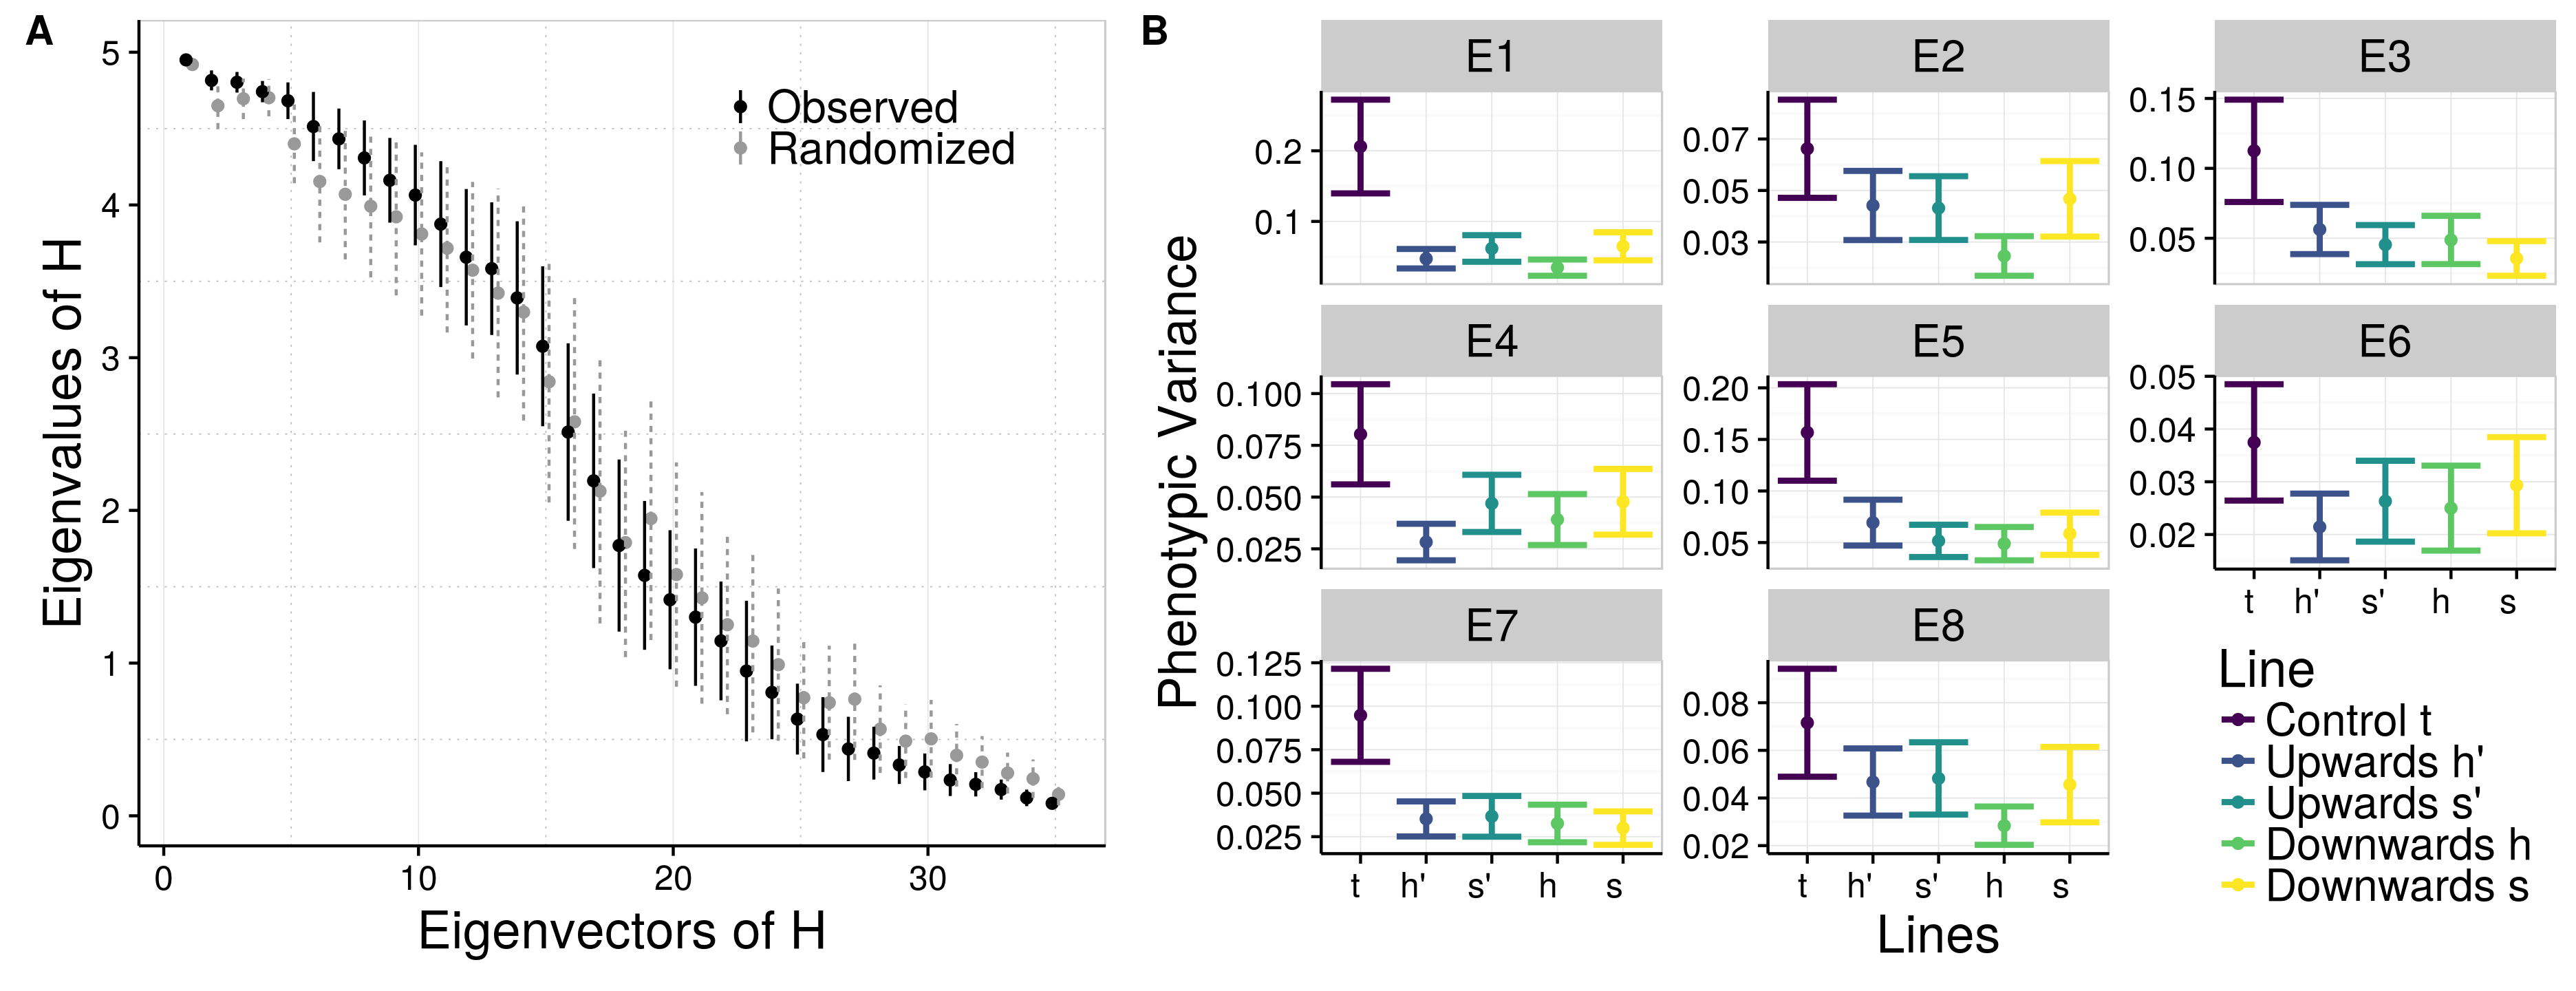 A
5
4
3
2
1
0
0 10 20 30
Eigenvalues of H
Eigenvectors of H
Observed
Randomized
B
Phenotypic Variance
E1
0.2
0.1
E2
0.07
0.05
0.03
E3
0.15
0.10
0.05
E4
0.100
0.075
0.050
0.025
E5
0.20
0.15
0.10
0.05
E6
0.05
0.04
0.03
0.02
t h' s' h s
E7
0.125
0.100
0.075
0.050
0.025
t h' s' h s
E8
0.08
0.06
0.04
0.02
t h' s' h s
Lines
Line
Control t
Upwards h'
Upwards s'
Downwards h
Downwards s